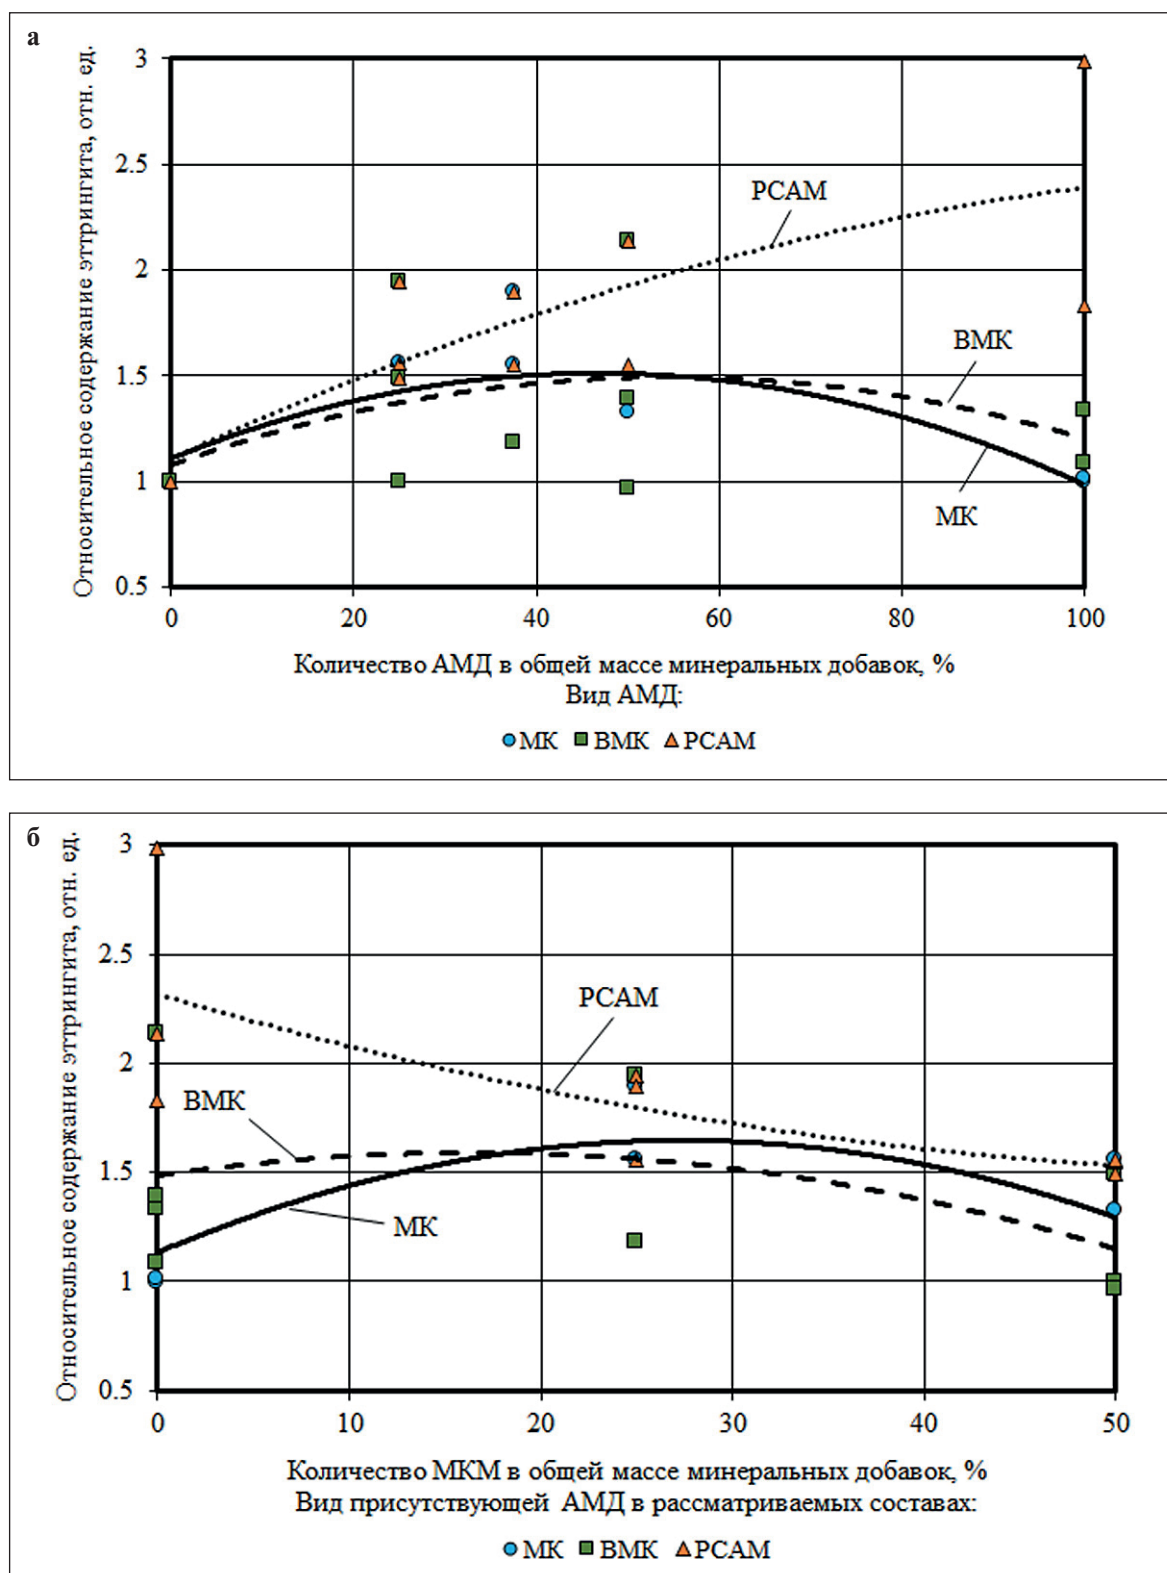 а
Относительное содержание эттрингита, отн. ед.
3
2.5
2
1.5
1
0.5
РСАМ
ВМК
МК
0 20 40 60 80 100
Количество АМД в общей массе минеральных добавок, %
Вид АМД:
МК ВМК РСАМ
б
Относительное содержание эттрингита, отн. ед.
3
2.5
2
1.5
1
0.5
РСАМ
ВМК
МК
0 10 20 30 40 50
Количество МКМ в общей массе минеральных добавок, %
Вид присутствующей АМД в рассматриваемых составах:
МК ВМК РСАМ